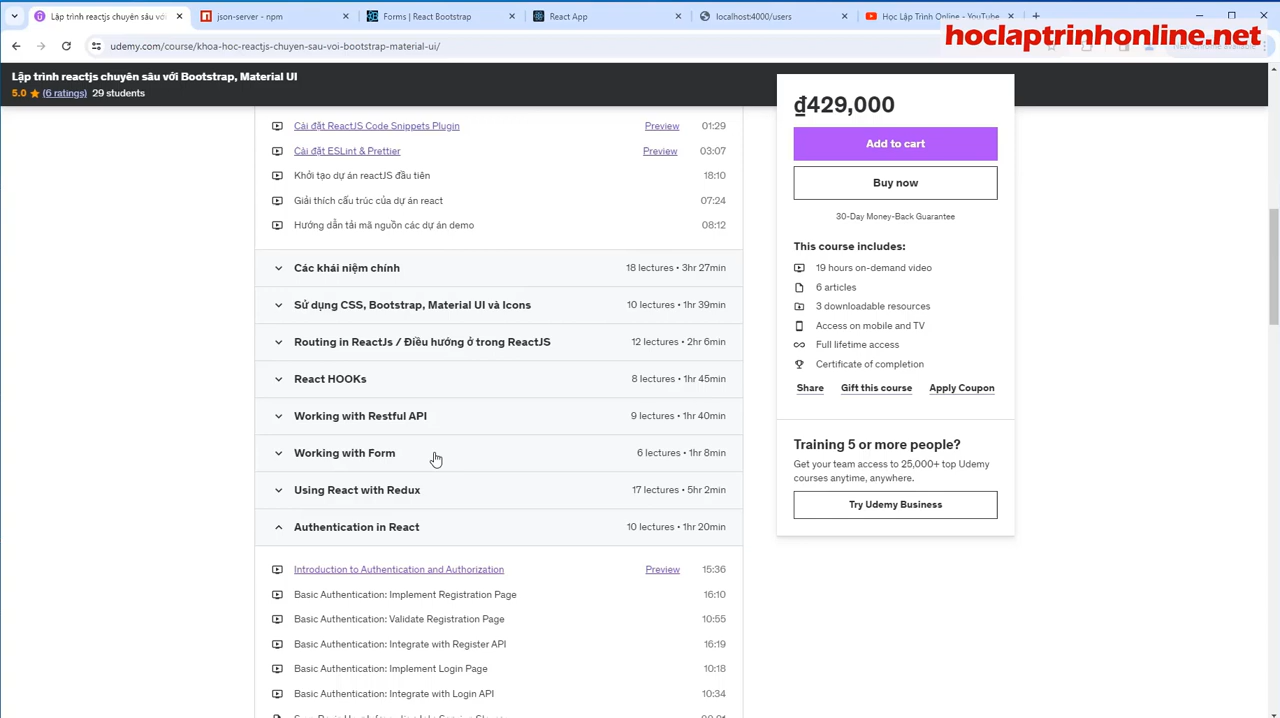 Lập trình reactjs chuyên sâu vớ
json-server - npm
Forms | React Bootstrap
React App
localhost:4000/users
Học Lập Trình Online - YouTube
udemy.com/course/khoa-hoc-reactjs-chuyen-sau-voi-bootstrap-material-ui/
hoclaptrinhonline.net
Lập trình reactjs chuyên sâu với Bootstrap, Material UI
5.0 ★ (6 ratings) 29 students
₫429,000
Add to cart
Buy now
30-Day Money-Back Guarantee
This course includes:
19 hours on-demand video
6 articles
3 downloadable resources
Access on mobile and TV
Full lifetime access
Certificate of completion
Share Gift this course Apply Coupon
Training 5 or more people?
Get your team access to 25,000+ top Udemy
courses anytime, anywhere.
Try Udemy Business
Cài đặt ReactJS Code Snippets Plugin Preview 01:29
Cài đặt ESLint & Prettier Preview 03:07
Khởi tạo dự án reactJS đầu tiên 18:10
Giải thích cấu trúc của dự án react 07:24
Hướng dẫn tải mã nguồn các dự án demo 08:12
Các khái niệm chính 18 lectures • 3hr 27min
Sử dụng CSS, Bootstrap, Material UI và Icons 10 lectures • 1hr 39min
Routing in ReactJs / Điều hướng ở trong ReactJS 12 lectures • 2hr 6min
React HOOKs 8 lectures • 1hr 45min
Working with Restful API 9 lectures • 1hr 40min
Working with Form 6 lectures • 1hr 8min
Using React with Redux 17 lectures • 5hr 2min
Authentication in React 10 lectures • 1hr 20min
Introduction to Authentication and Authorization Preview 15:36
Basic Authentication: Implement Registration Page 16:10
Basic Authentication: Validate Registration Page 10:55
Basic Authentication: Integrate with Register API 16:19
Basic Authentication: Implement Login Page 10:18
Basic Authentication: Integrate with Login API 10:34